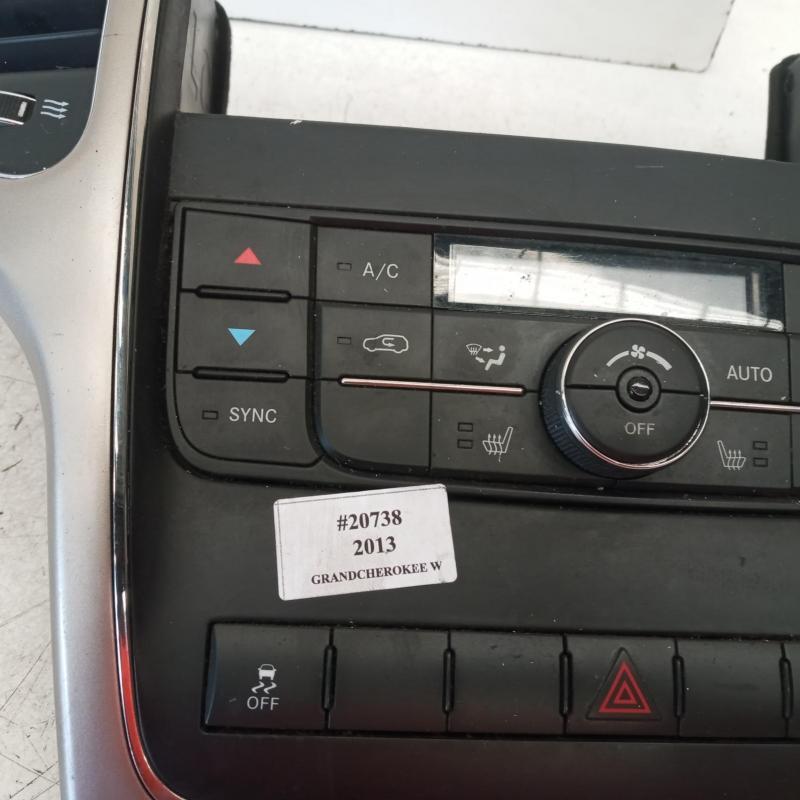 A/C
AUTO
SYNC
OFF
#20738
2013
GRANDCHEROKEE W
OFF